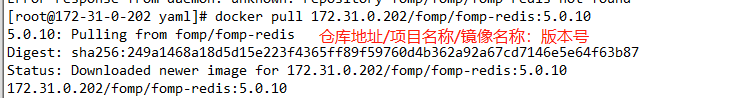 Error response from daemon: unknown: repository fomp/fomp-redis not found
[root@172-31-0-202 yaml]# docker pull 172.31.0.202/fomp/fomp-redis:5.0.10
5.0.10: Pulling from fomp/fomp-redis 仓库地址/项目名称/镜像名称：版本号
Digest: sha256:249a1468a18d5d15e223f4365ff89f59760d4b362a92a67cd7146e5e64f63b87
Status: Downloaded newer image for 172.31.0.202/fomp/fomp-redis:5.0.10
172.31.0.202/fomp/fomp-redis:5.0.10